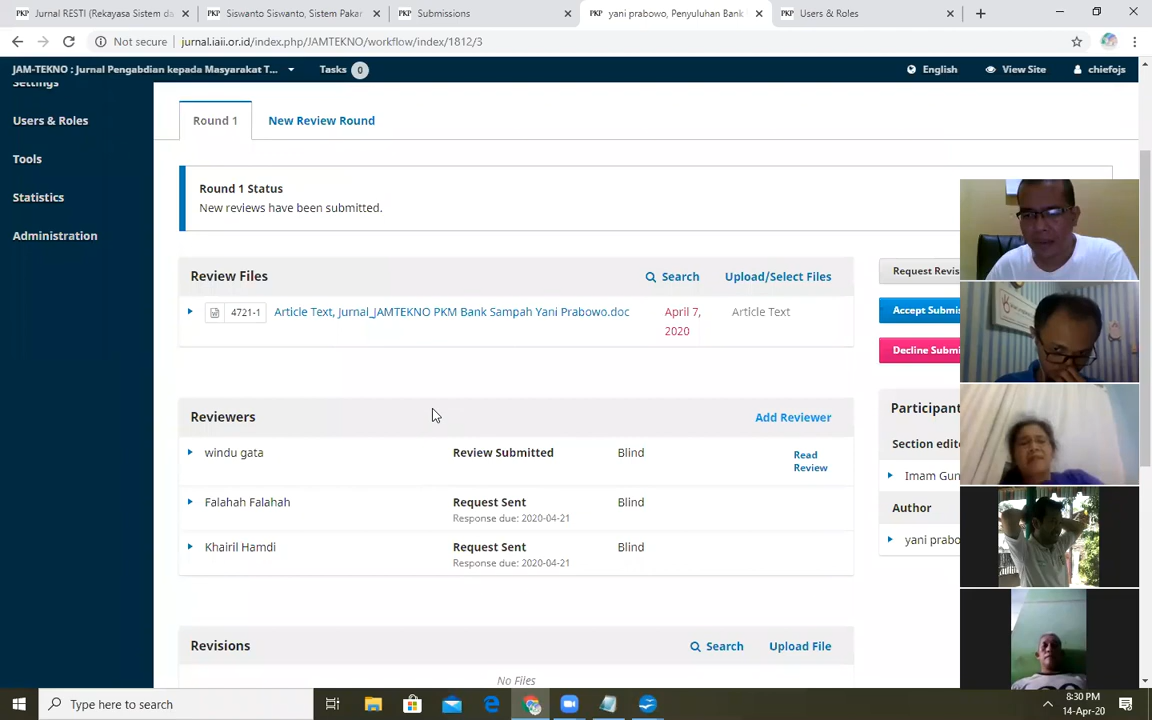 Jurnal RESTI (Rekayasa Sistem da
Siswanto Siswanto, Sistem Pakar
Submissions
PKP yani prabowo, Penyuluhan Bank
Users & Roles
Not secure jurnal.iaii.or.id/index.php/JAMTEKNO/workflow/index/1812/3
JAM-TEKNO : Jurnal Pengabdian kepada Masyarakat T...
Tasks 0
English
View Site
chiefojs
Settings
Users & Roles
Tools
Statistics
Administration
Round 1
New Review Round
Round 1 Status
New reviews have been submitted.
Review Files
Search
Upload/Select Files
4721-1
Article Text, Jurnal_JAMTEKNO PKM Bank Sampah Yani Prabowo.doc
April 7,
2020
Article Text
Request Revis
Accept Submis
Decline Submi
Reviewers
Add Reviewer
windu gata
Review Submitted
Blind
Read
Review
Falahah Falahah
Request Sent
Response due: 2020-04-21
Blind
Khairil Hamdi
Request Sent
Response due: 2020-04-21
Blind
Participan
Section edito
Imam Gun
Author
yani prabo
Revisions
Search
Upload File
No Files
Type here to search
8:30 PM
14-Apr-20